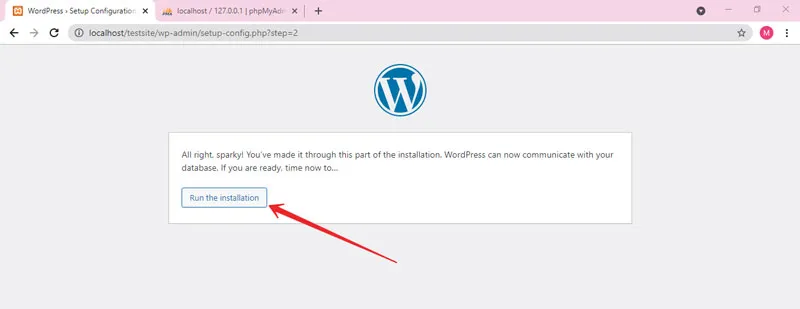 WordPress › Setup Configuration
localhost / 127.0.0.1 | phpMyAdm
localhost/testsite/wp-admin/setup-config.php?step=2
M
All right, sparky! You've made it through this part of the installation. WordPress can now communicate with your
database. If you are ready, time now to…
Run the installation